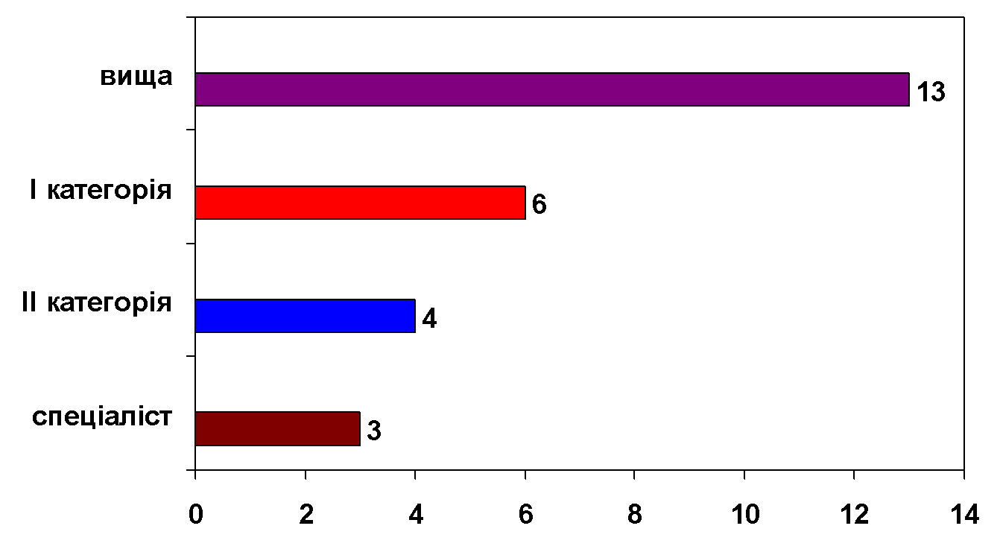 вища
13
І категорія
6
ІІ категорія
4
спеціаліст
3
0 2 4 6 8 10 12 14